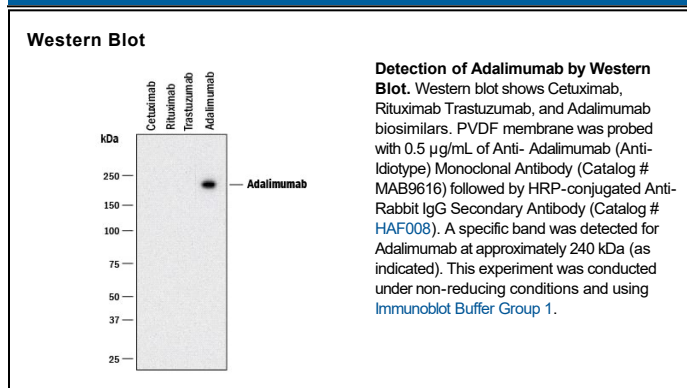 Western Blot
Cetuximab
Rituximab
Trastuzumab
Adalimumab
kDa
250
150
100
75
50
37
25
Adalimumab
Detection of Adalimumab by Western
Blot. Western blot shows Cetuximab,
Rituximab Trastuzumab, and Adalimumab
biosimilars. PVDF membrane was probed
with 0.5 µg/mL of Anti- Adalimumab (Anti-
Idiotype) Monoclonal Antibody (Catalog #
MAB9616) followed by HRP-conjugated Anti-
Rabbit IgG Secondary Antibody (Catalog #
HAF008). A specific band was detected for
Adalimumab at approximately 240 kDa (as
indicated). This experiment was conducted
under non-reducing conditions and using
Immunoblot Buffer Group 1.